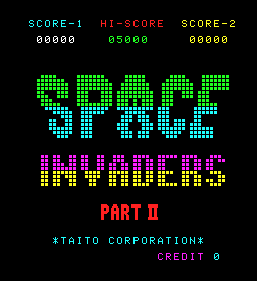 SCORE-1 HI-SCORE SCORE-2
00000 05000 00000
SPACE
INVADERS
PART II
*TAITO CORPORATION*
CREDIT 0